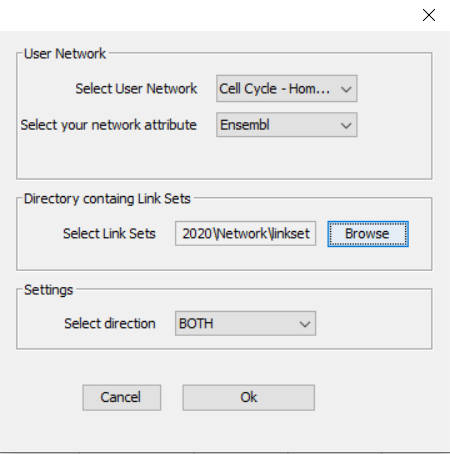 User Network
Select User Network Cell Cycle - Hom...
Select your network attribute Ensembl
Directory containg Link Sets
Select Link Sets 2020\Network\linkset Browse
Settings
Select direction BOTH
Cancel Ok